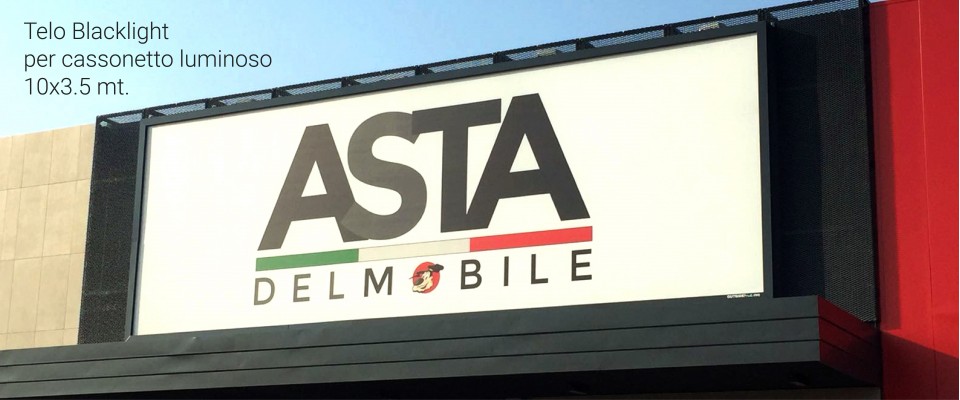 Telo Blacklight
per cassonetto luminoso
10x3.5 mt.
ASTA
DELMOBILE